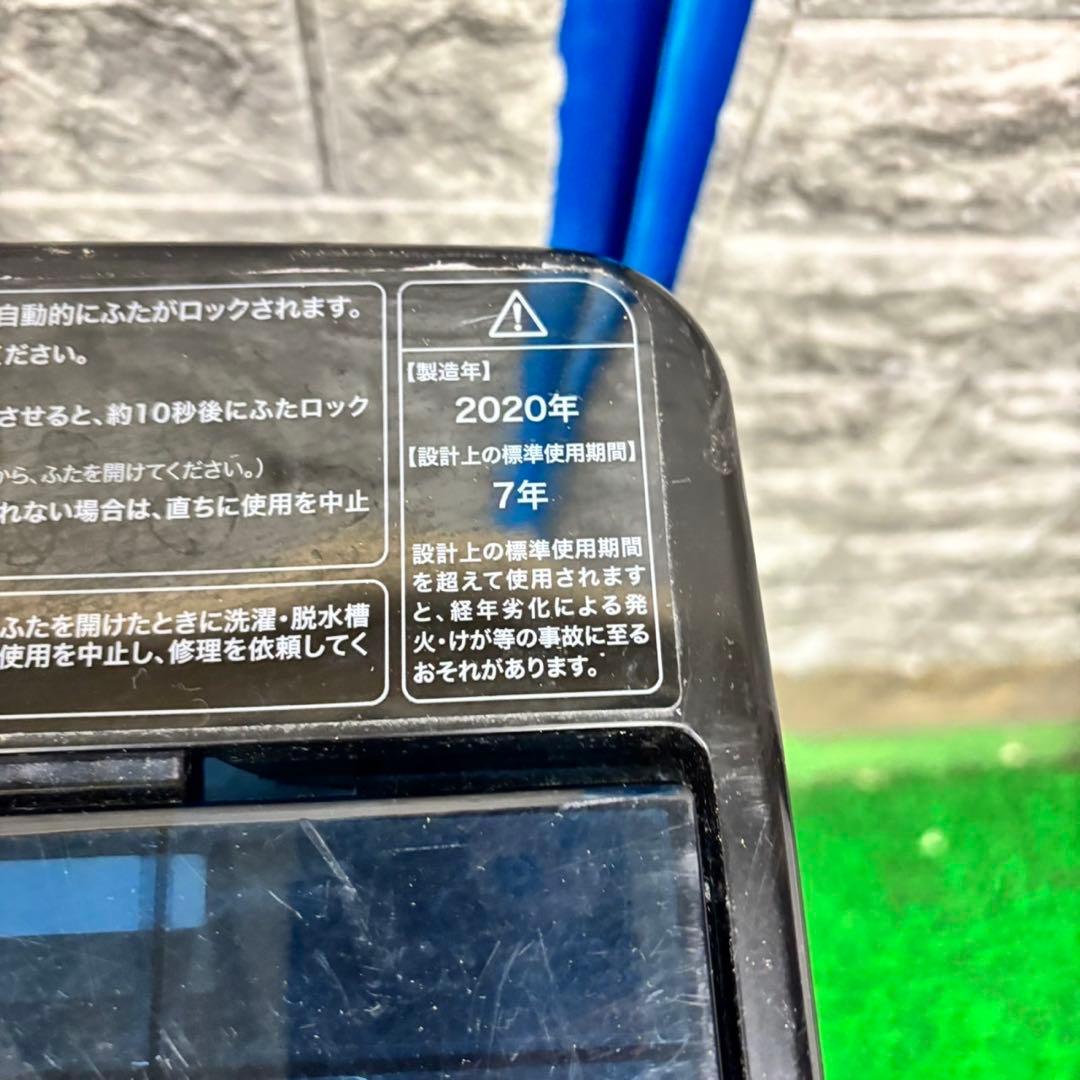 自動的にふたがロックされます。
ください。
させると、約10秒後にふたロック
から、ふたを開けてください。）
れない場合は、直ちに使用を中止
ふたを開けたときに洗濯・脱水槽
使用を中止し、修理を依頼してく
【製造年】
2020年
【設計上の標準使用期間】
7年
設計上の標準使用期間
を超えて使用されます
と、経年劣化による発
火・けが等の事故に至る
おそれがあります。